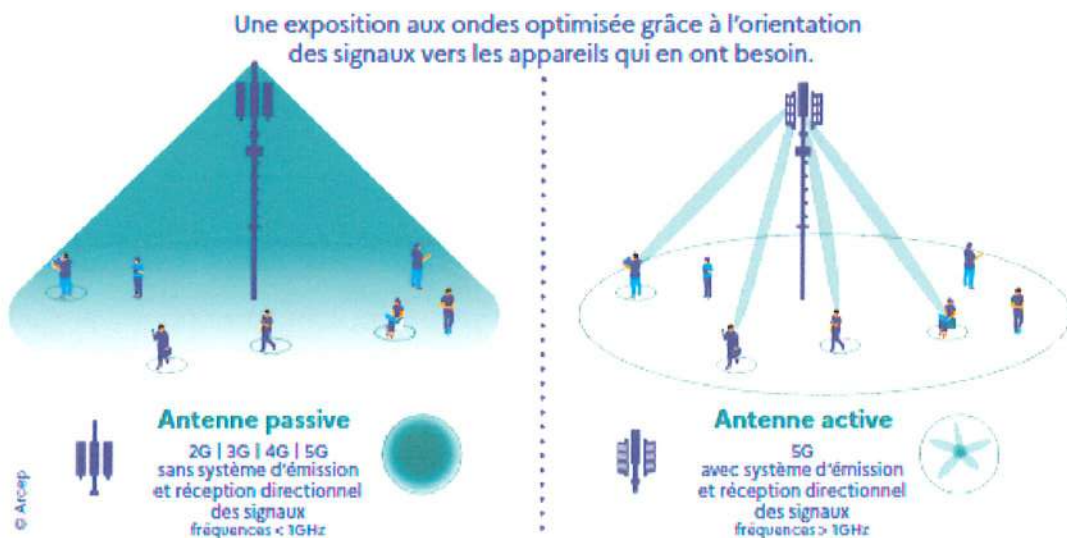 Une exposition aux ondes optimisée grâce à l'orientation
des signaux vers les appareils qui en ont besoin.
Antenne passive
2G | 3G | 4G | 5G
sans système d'émission
et réception directionnel
des signaux
fréquences < 1GHz
Antenne active
5G
avec système d'émission
et réception directionnel
des signaux
fréquences > 1GHz
© Arcep